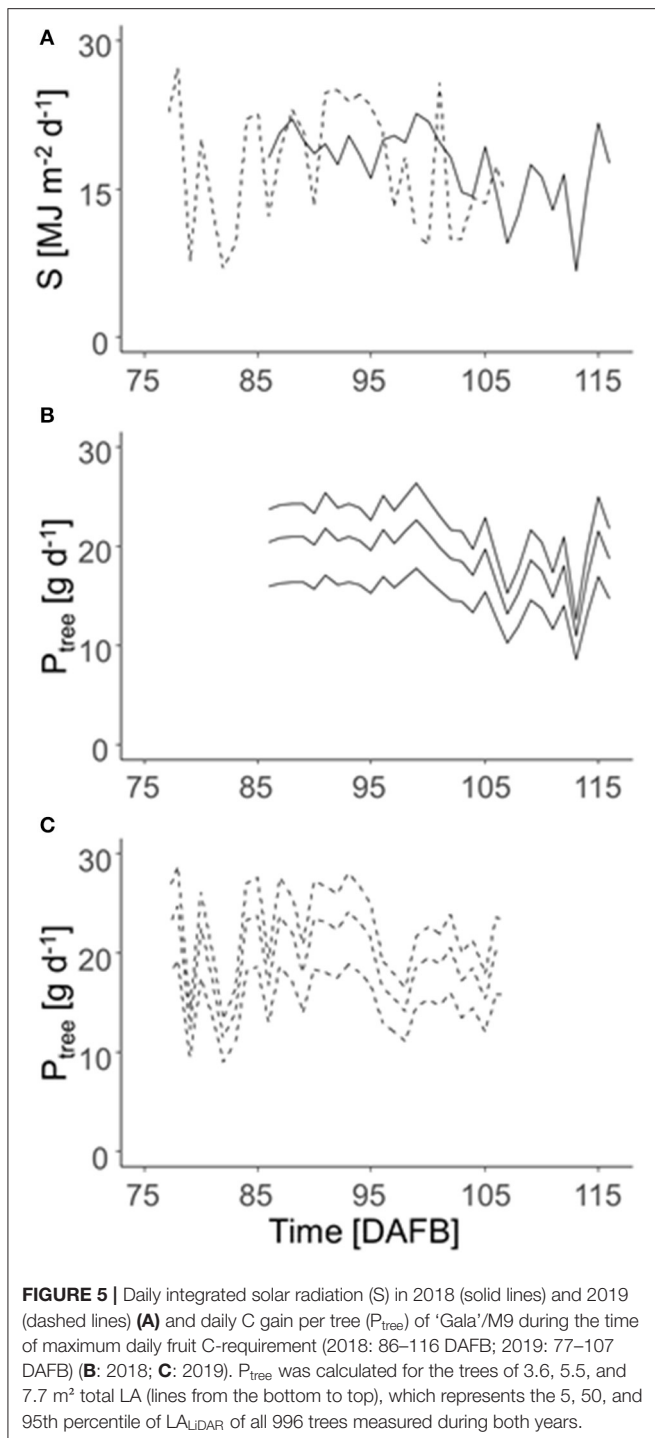 A
30
15
0
S [MJ m⁻² d⁻¹]
75 85 95 105 115
B
30
20
10
0
P_tree [g d⁻¹]
75 85 95 105 115
C
30
20
10
0
P_tree [g d⁻¹]
75 85 95 105 115
Time [DAFB]
FIGURE 5 | Daily integrated solar radiation (S) in 2018 (solid lines) and 2019
(dashed lines) (A) and daily C gain per tree (P_tree) of ‘Gala’/M9 during the
time of maximum daily fruit C-requirement (2018: 86–116 DAFB; 2019: 77–107
DAFB) (B: 2018; C: 2019). P_tree was calculated for the trees of 3.6, 5.5, and
7.7 m² total LA (lines from the bottom to top), which represents the 5, 50, and
95th percentile of LA_LiDAR of all 996 trees measured during both years.